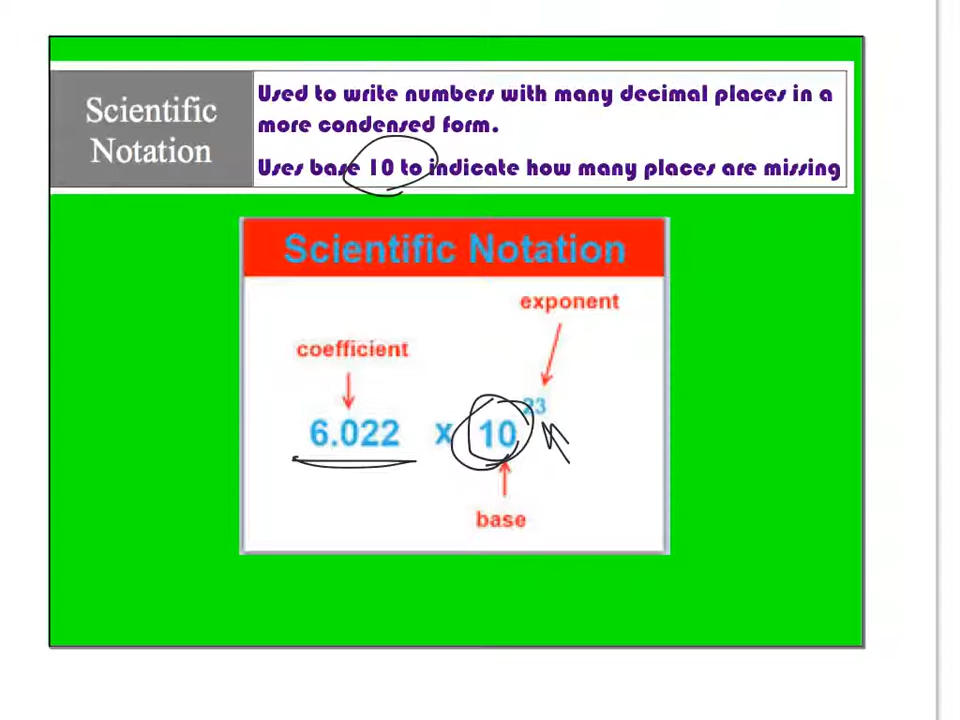 Scientific
Notation
Used to write numbers with many decimal places in a
more condensed form.
Uses base 10 to indicate how many places are missing
Scientific Notation
exponent
coefficient
6.022 x 10 23
base